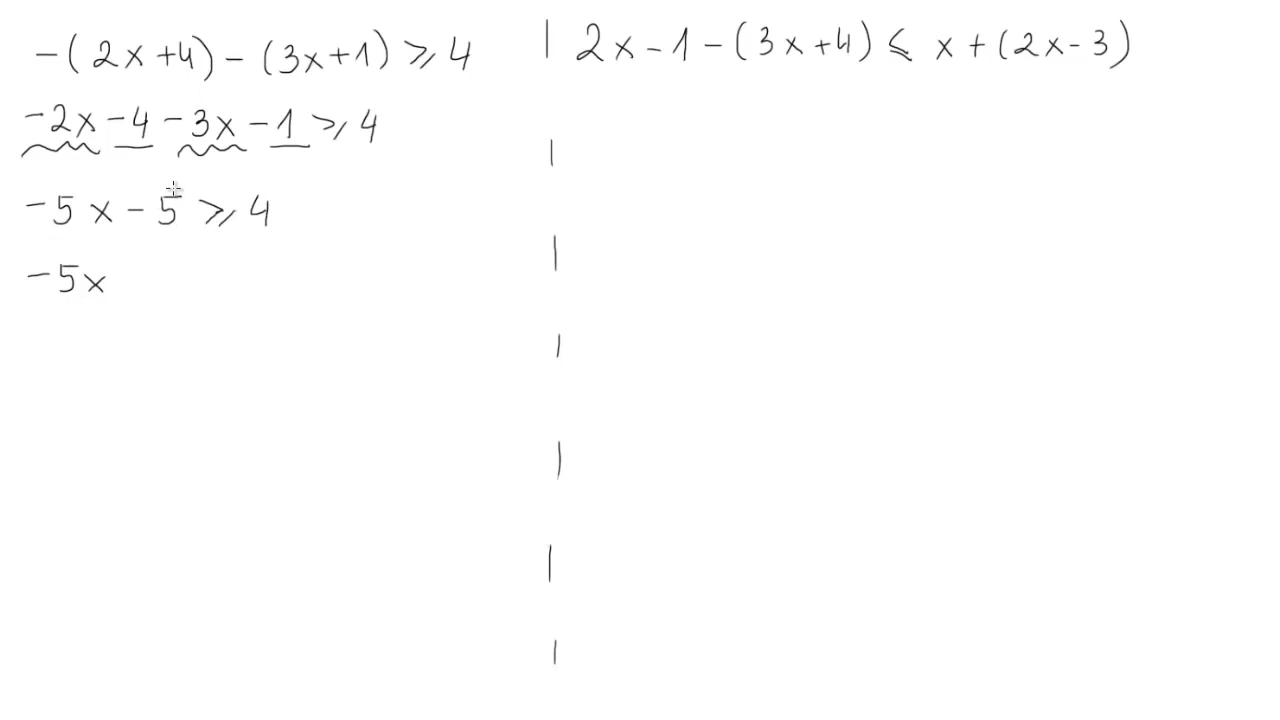 -(2x+4)-(3x+1)⩾4
-2x-4-3x-1⩾4
-5x-5⩾4
-5x
2x-1-(3x+4)⩽x+(2x-3)